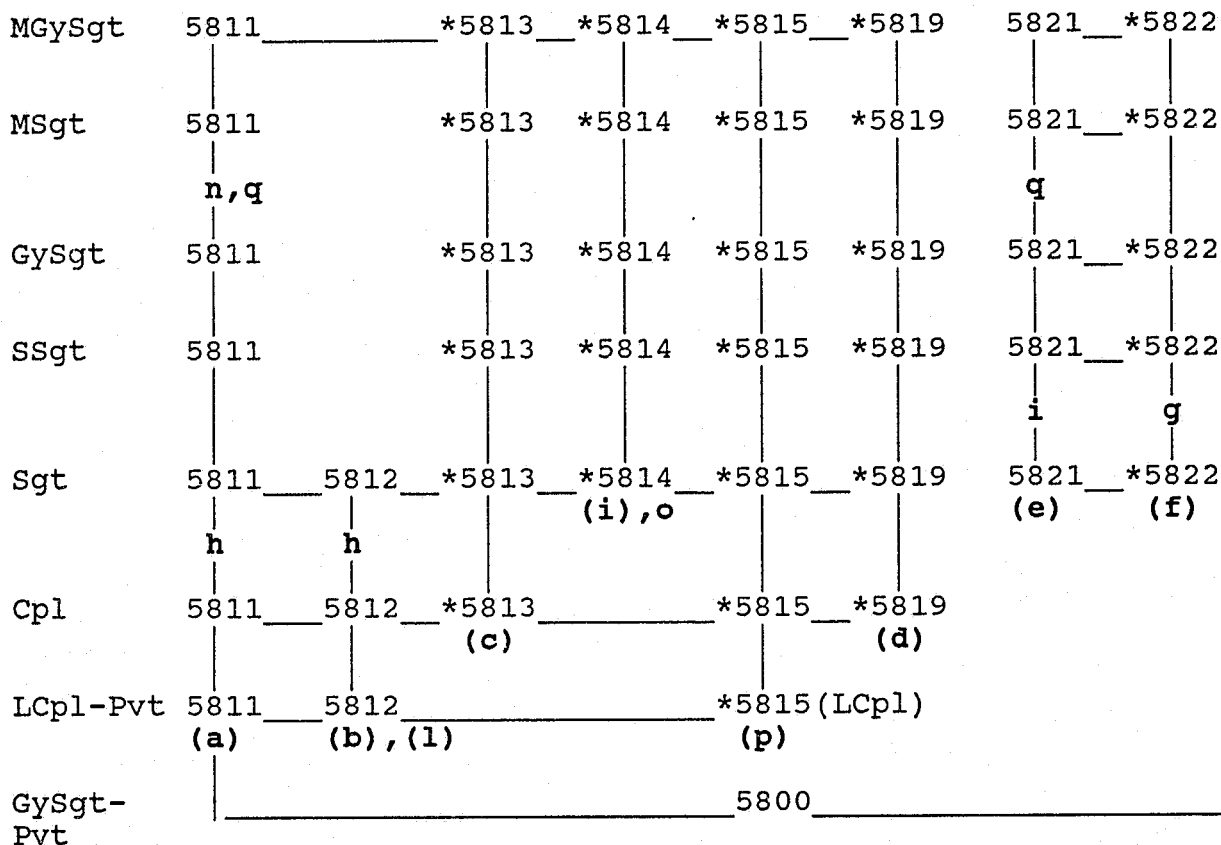 MGySgt 5811 *5813 *5814 *5815 *5819 5821 *5822
MSgt 5811 *5813 *5814 *5815 *5819 5821 *5822
n,q q
GySgt 5811 *5813 *5814 *5815 *5819 5821 *5822
SSgt 5811 *5813 *5814 *5815 *5819 5821 *5822
i g
Sgt 5811 5812 *5813 *5814 *5815 *5819 5821 *5822
(i),o (e) (f)
h h
Cpl 5811 5812 *5813 *5815 *5819
(c) (d)
LCpl-Pvt 5811 5812 *5815(LCpl)
(a) (b),(l) (p)
GySgt- 5800
Pvt